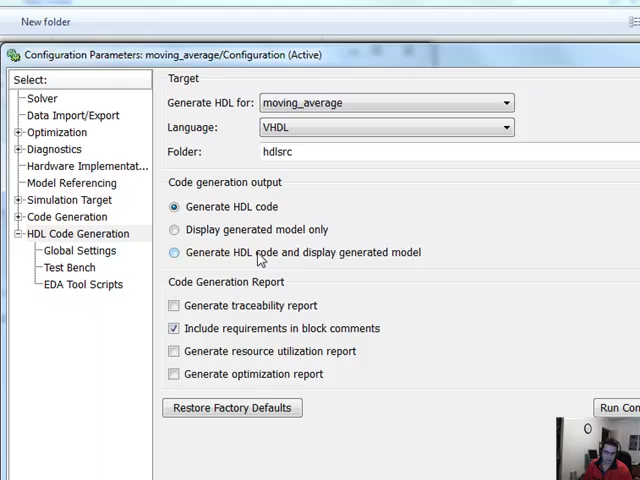 New folder
Configuration Parameters: moving_average/Configuration (Active)
Select:
Solver
Data Import/Export
Optimization
Diagnostics
Hardware Implementat...
Model Referencing
Simulation Target
Code Generation
HDL Code Generation
Global Settings
Test Bench
EDA Tool Scripts
Target
Generate HDL for: moving_average
Language: VHDL
Folder: hdlsrc
Code generation output
Generate HDL code
Display generated model only
Generate HDL code and display generated model
Code Generation Report
Generate traceability report
Include requirements in block comments
Generate resource utilization report
Generate optimization report
Restore Factory Defaults
Run Con